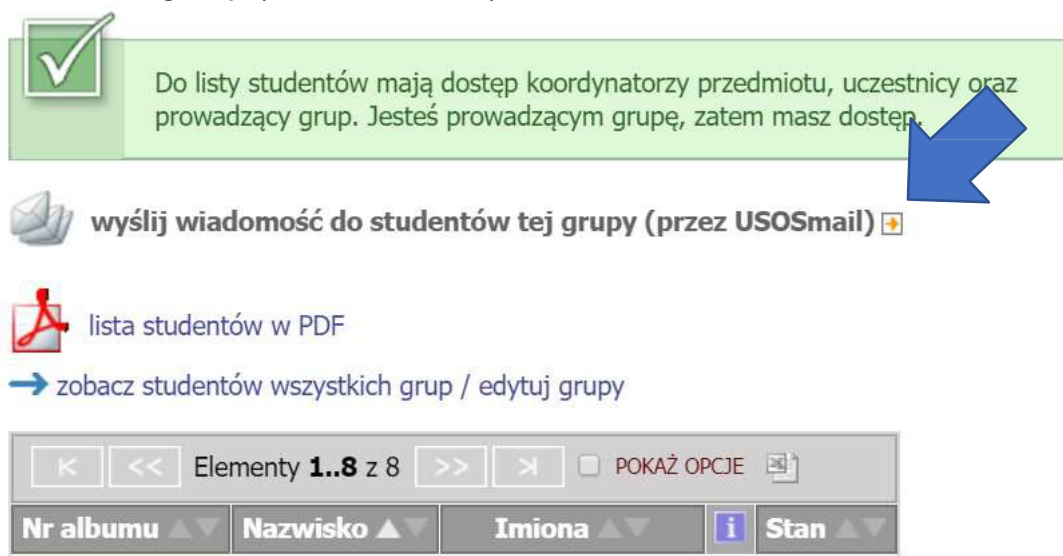 Do listy studentów mają dostęp koordynatorzy przedmiotu, uczestnicy oraz
prowadzący grup. Jesteś prowadzącym grupę, zatem masz dostęp.
wyślij wiadomość do studentów tej grupy (przez USOSmail)
lista studentów w PDF
zobacz studentów wszystkich grup / edytuj grupy
K << Elementy 1..8 z 8 >> >| POKAŻ OPCJE
Nr albumu Nazwisko Imiona i Stan